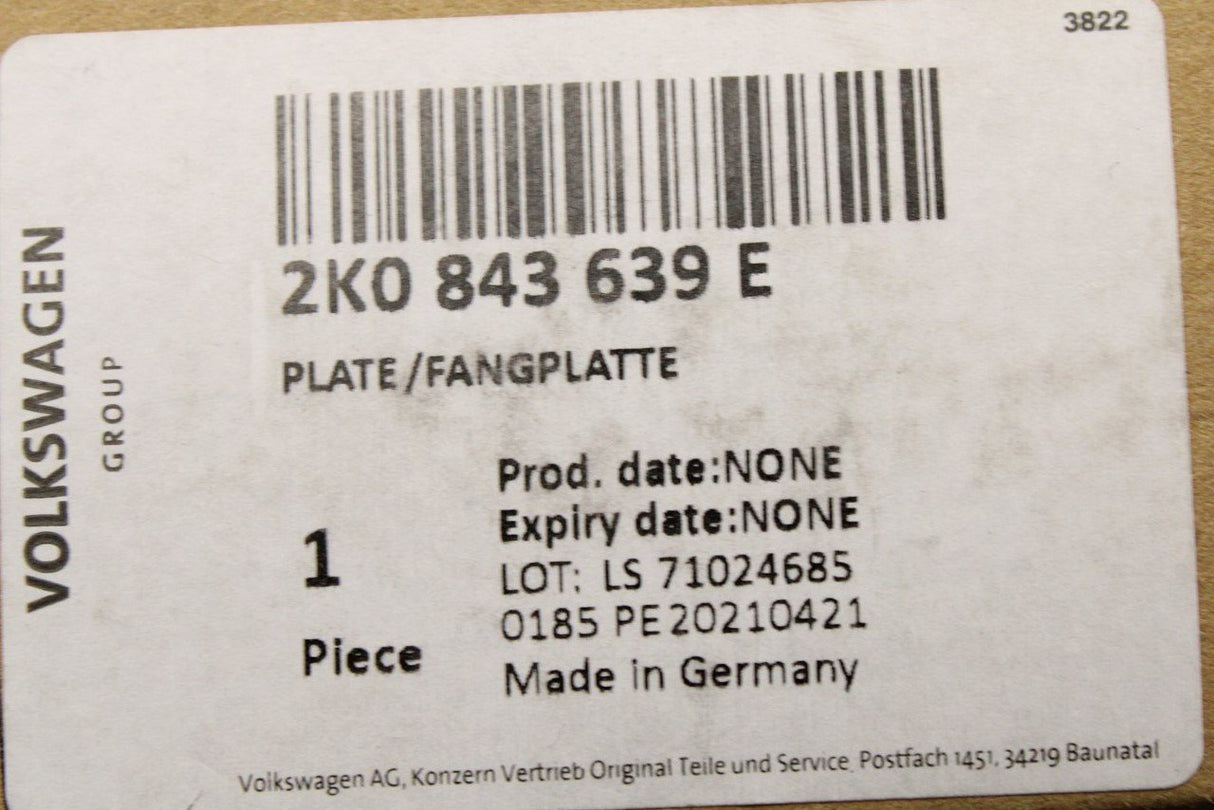 3822
VOLKSWAGEN
GROUP
2K0 843 639 E
PLATE/FANGPLATTE
Prod. date:NONE
Expiry date:NONE
1
LOT: LS 71024685
0185 PE20210421
Piece
Made in Germany
Volkswagen AG, Konzern Vertrieb Original Teile und Service, Postfach 1451, 34219 Baunatal